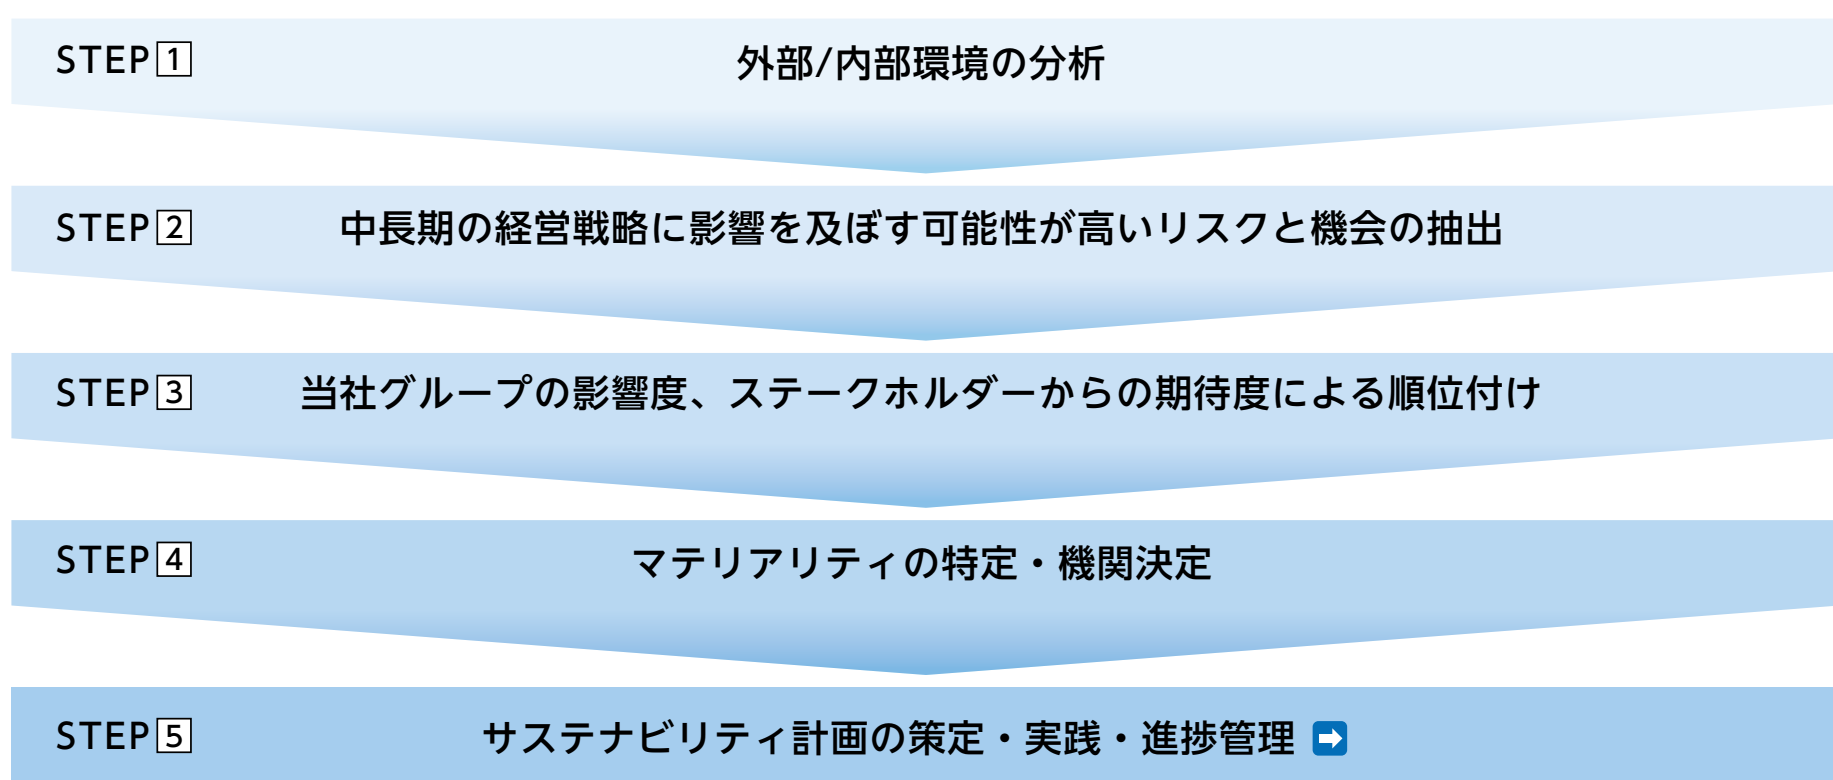 STEP1 外部/内部環境の分析
STEP2 中長期の経営戦略に影響を及ぼす可能性が高いリスクと機会の抽出
STEP3 当社グループの影響度、ステークホルダーからの期待度による順位付け
STEP4 マテリアリティの特定・機関決定
STEP5 サステナビリティ計画の策定・実践・進捗管理